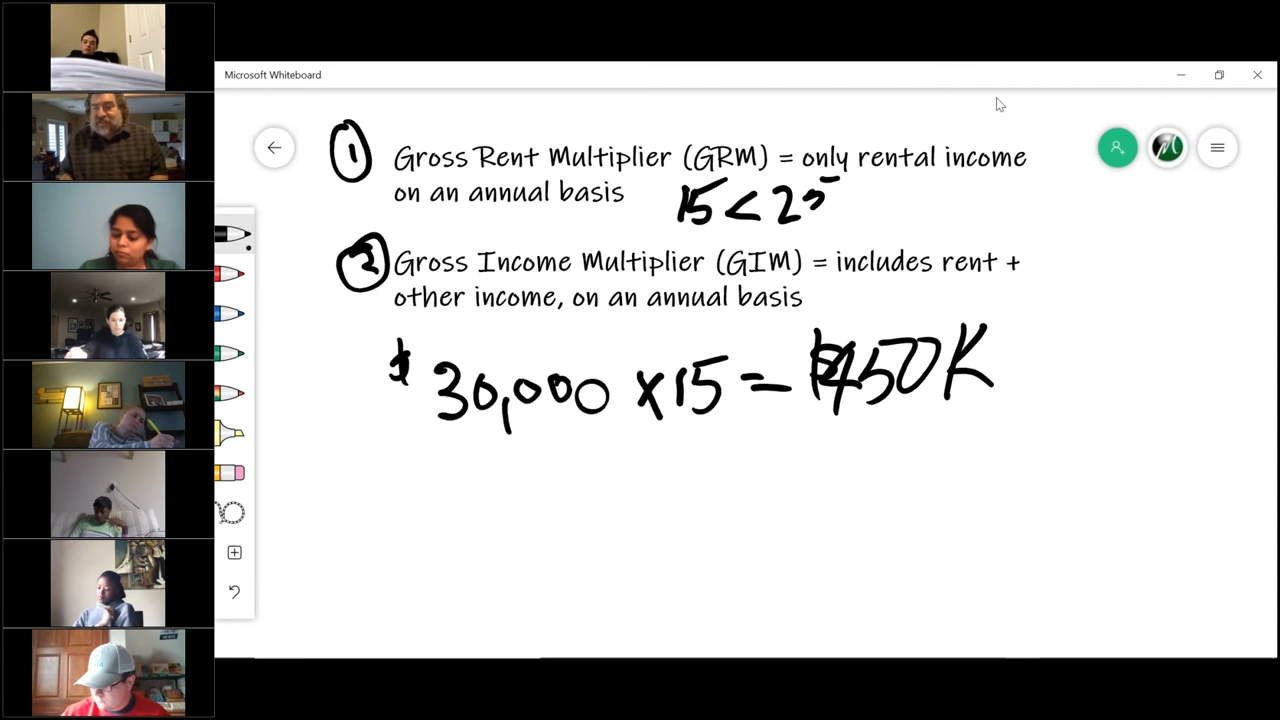 Microsoft Whiteboard
1 Gross Rent Multiplier (GRM) = only rental income
on an annual basis
15 < 25
2 Gross Income Multiplier (GIM) = includes rent +
other income, on an annual basis
$30,000 x 15 = $450K